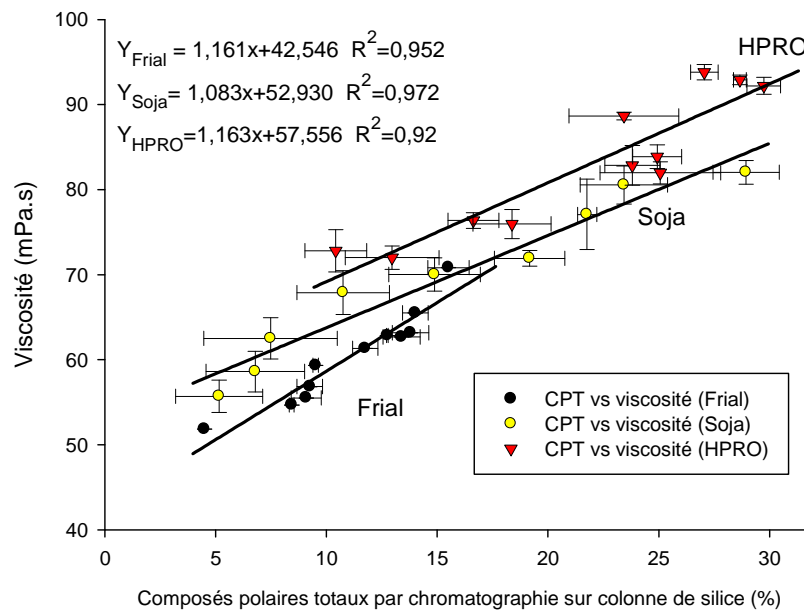 100
90
80
70
60
50
40
Viscosité (mPa.s)
Y_Frial = 1,161x+42,546 R²=0,952
Y_Soja= 1,083x+52,930 R²=0,972
Y_HPRO=1,163x+57,556 R²=0,92
HPRO
Soja
Frial
CPT vs viscosité (Frial)
CPT vs viscosité (Soja)
CPT vs viscosité (HPRO)
0 5 10 15 20 25 30
Composés polaires totaux par chromatographie sur colonne de silice (%)